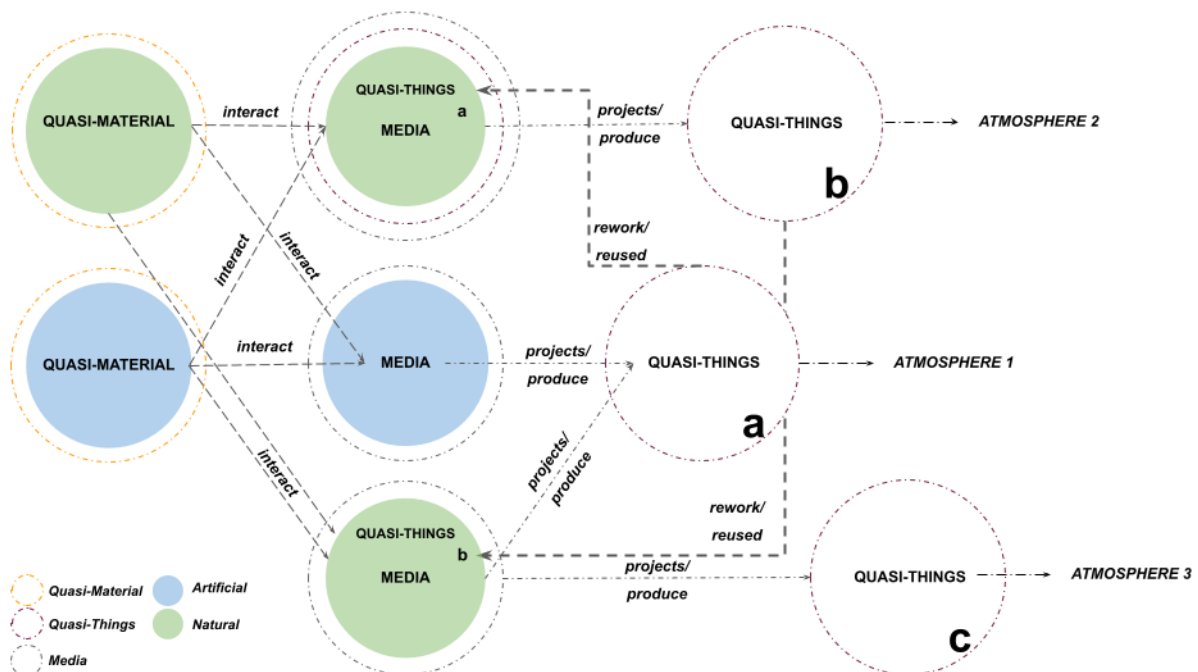 QUASI-MATERIAL
interact
QUASI-THINGS
a
MEDIA
projects/
produce
QUASI-THINGS
b
ATMOSPHERE 2
rework/
reused
interact
interact
QUASI-MATERIAL
interact
MEDIA
projects/
produce
QUASI-THINGS
a
ATMOSPHERE 1
interact
projects/
produce
rework/
reused
QUASI-THINGS
b
MEDIA
projects/
produce
QUASI-THINGS
c
ATMOSPHERE 3
Quasi-Material
Artificial
Quasi-Things
Natural
Media